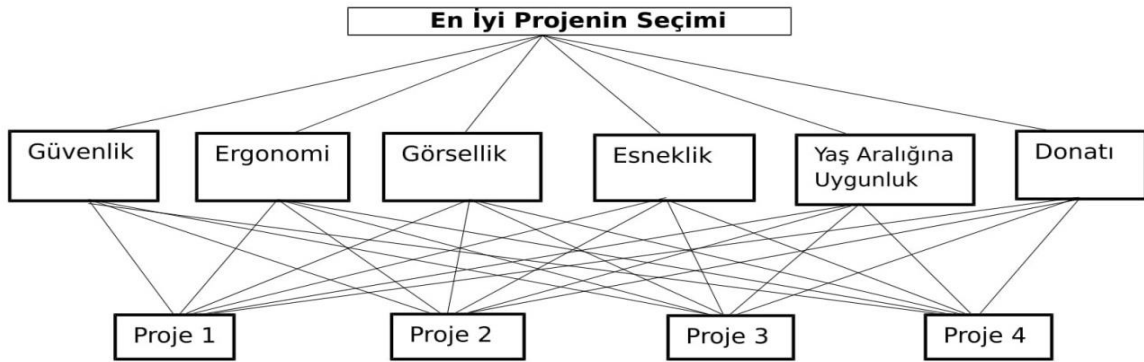 En İyi Projenin Seçimi
Güvenlik
Ergonomi
Görsellik
Esneklik
Yaş Aralığına
Uygunluk
Donatı
Proje 1
Proje 2
Proje 3
Proje 4